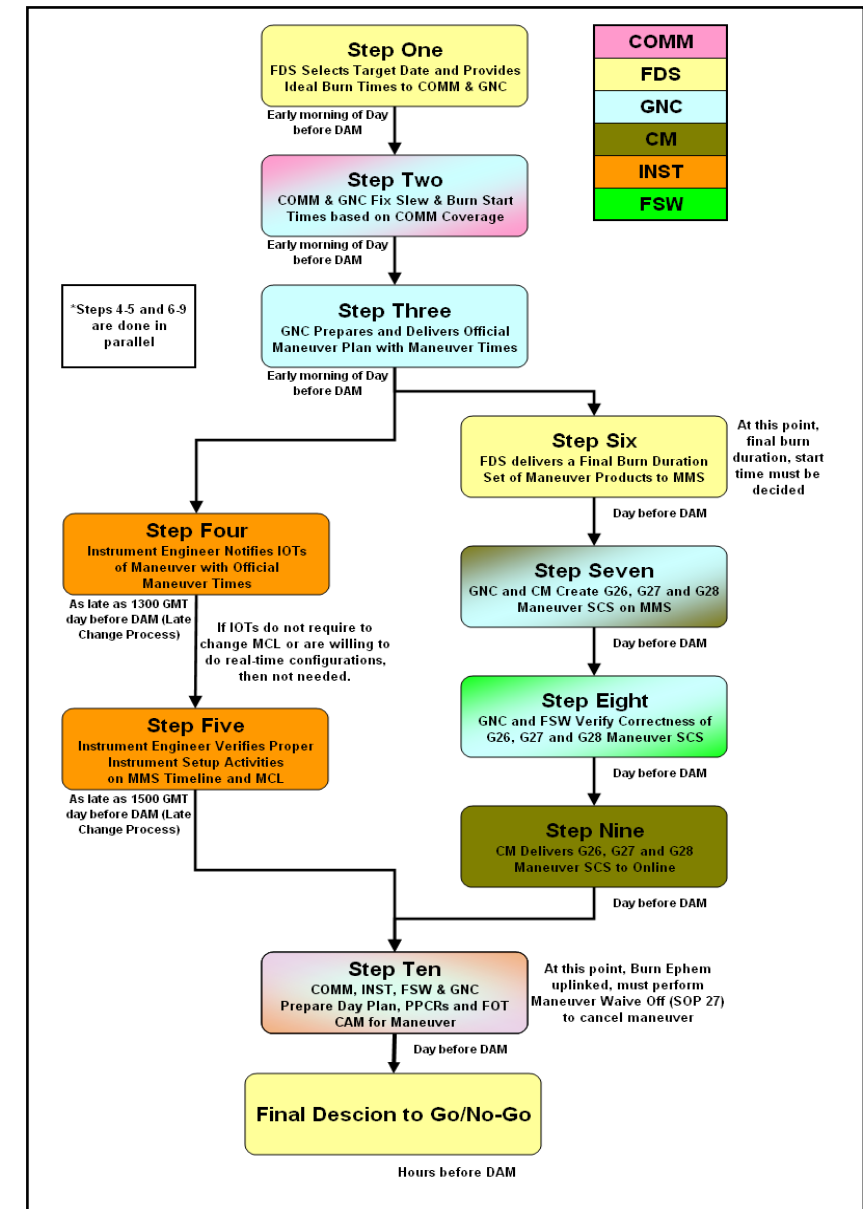 Step One
FDS Selects Target Date and Provides
Ideal Burn Times to COMM & GNC
Early morning of Day
before DAM
COMM
FDS
GNC
CM
INST
FSW
Step Two
COMM & GNC Fix Slew & Burn Start
Times based on COMM Coverage
Early morning of Day
before DAM
*Steps 4-5 and 6-9
are done in
parallel
Step Three
GNC Prepares and Delivers Official
Maneuver Plan with Maneuver Times
Early morning of Day
before DAM
Step Four
Instrument Engineer Notifies IOTs
of Maneuver with Official
Maneuver Times
As late as 1300 GMT
day before DAM (Late
Change Process)
If IOTs do not require to
change MCL or are willing to
do real-time configurations,
then not needed.
Step Five
Instrument Engineer Verifies Proper
Instrument Setup Activities
on MMS Timeline and MCL
As late as 1500 GMT
day before DAM (Late
Change Process)
Step Six
FDS delivers a Final Burn Duration
Set of Maneuver Products to MMS
At this point,
final burn
duration, start
time must be
decided
Day before DAM
Step Seven
GNC and CM Create G26, G27 and G28
Maneuver SCS on MMS
Day before DAM
Step Eight
GNC and FSW Verify Correctness of
G26, G27 and G28 Maneuver SCS
Day before DAM
Step Nine
CM Delivers G26, G27 and G28
Maneuver SCS to Online
Day before DAM
Step Ten
COMM, INST, FSW & GNC
Prepare Day Plan, PPCRs and FOT
CAM for Maneuver
At this point, Burn Ephem
uplinked, must perform
Maneuver Waive Off (SOP 27)
to cancel maneuver
Day before DAM
Final Descion to Go/No-Go
Hours before DAM